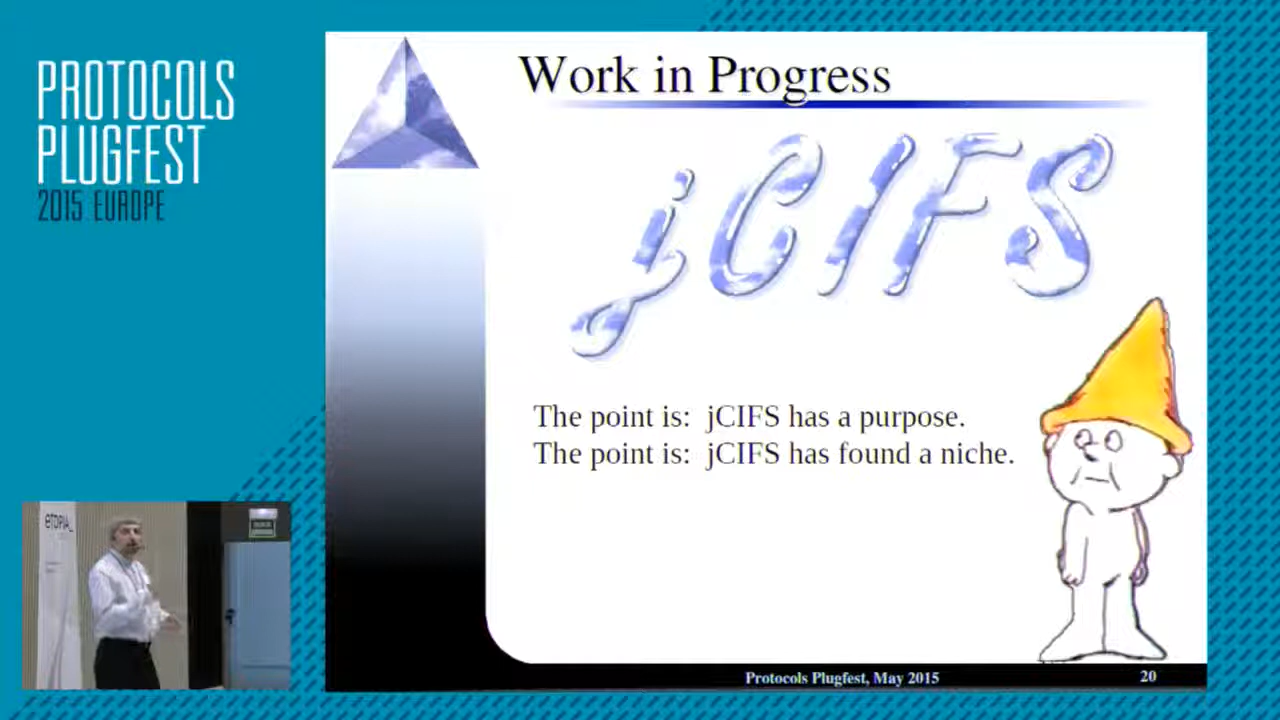 PROTOCOLS
PLUGFEST
2015 EUROPE
Work in Progress
jCIFS
The point is: jCIFS has a purpose.
The point is: jCIFS has found a niche.
etopia_
Protocols Plugfest, May 2015
20